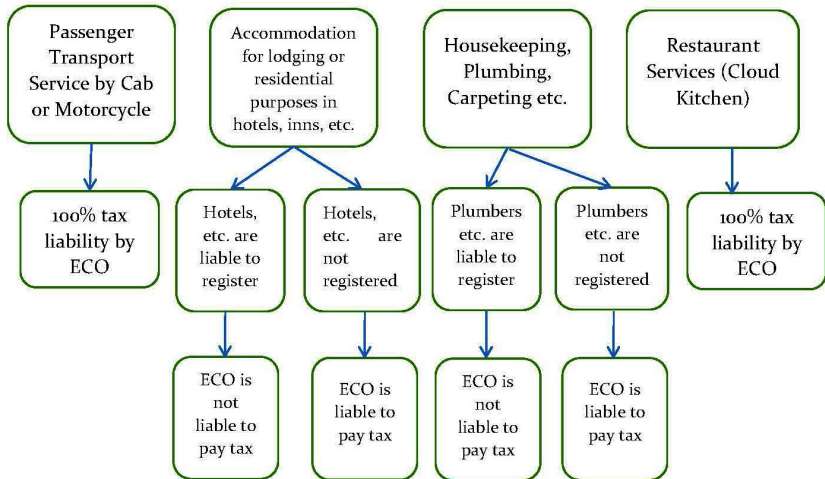 Passenger
Transport
Service by Cab
or Motorcycle
Accommodation
for lodging or
residential
purposes in
hotels, inns, etc.
Housekeeping,
Plumbing,
Carpeting etc.
Restaurant
Services (Cloud
Kitchen)
100% tax
liability by
ECO
Hotels,
etc. are
liable to
register
Hotels,
etc. are
not
registered
Plumbers
etc. are
liable to
register
Plumbers
etc. are
not
registered
100% tax
liability by
ECO
ECO is
not
liable to
pay tax
ECO is
liable to
pay tax
ECO is
not
liable to
pay tax
ECO is
liable to
pay tax